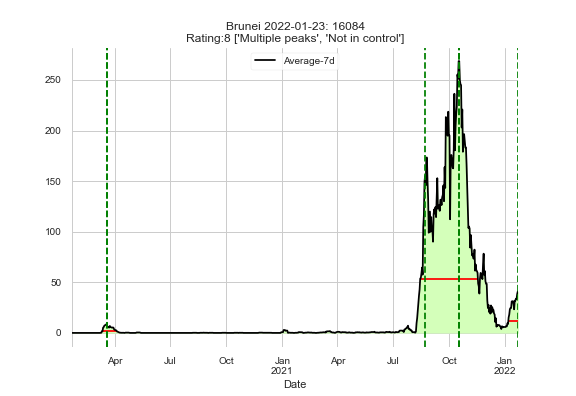 Brunei 2022-01-23: 16084
Rating:8 ['Multiple peaks', 'Not in control']
Average-7d
250
200
150
100
50
0
Apr Jul Oct Jan Apr Jul Oct Jan
2021 2022
Date